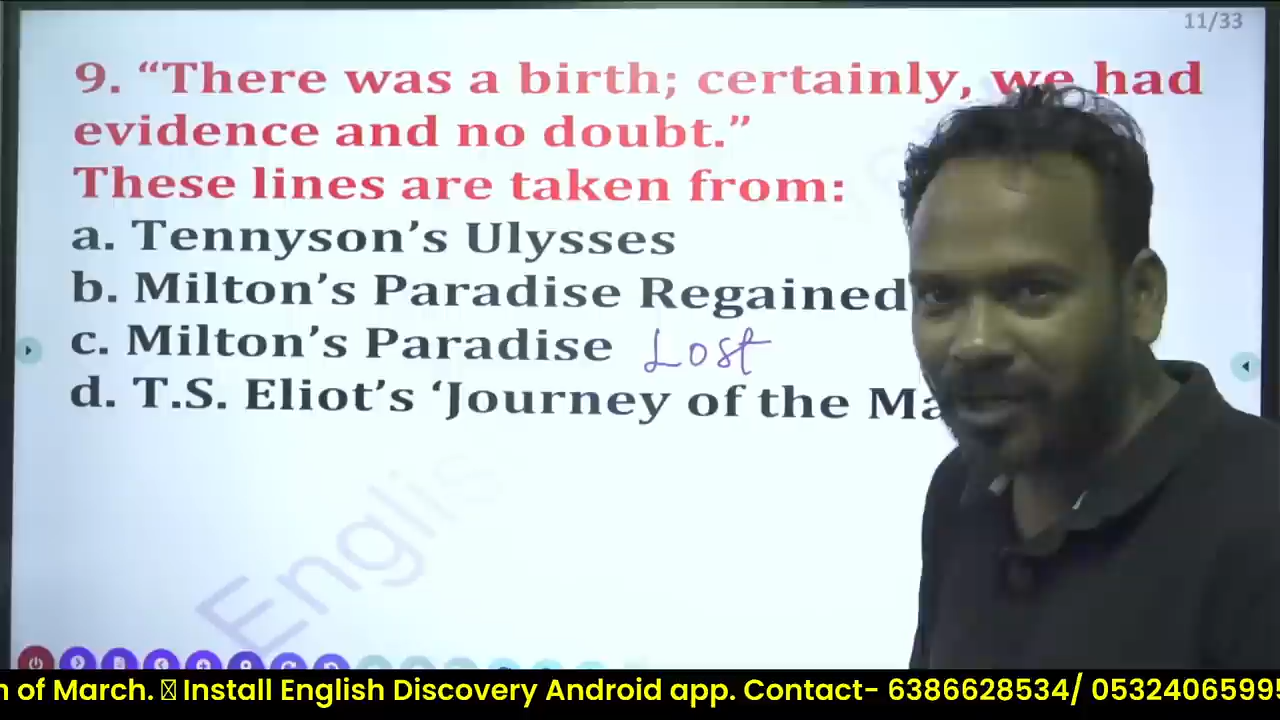 11/33
9. “There was a birth; certainly, we had
evidence and no doubt.”
These lines are taken from:
a. Tennyson’s Ulysses
b. Milton’s Paradise Regained
c. Milton’s Paradise Lost
d. T.S. Eliot’s ‘Journey of the Ma
Englis
n of March. Install English Discovery Android app. Contact- 6386628534/ 05324065995